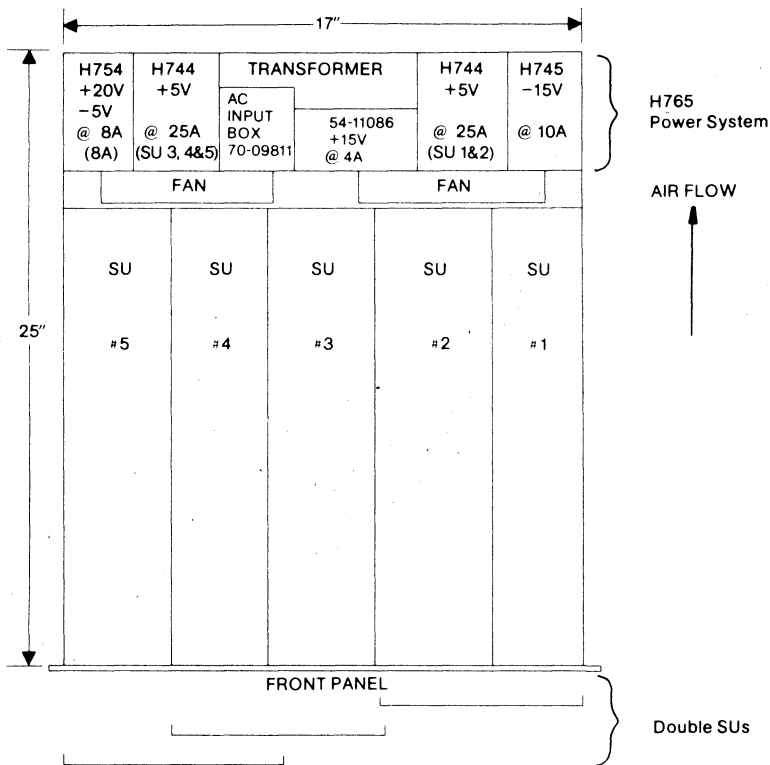 17"
H754
+20V
-5V
@ 8A
(8A)
H744
+5V
@ 25A
(SU 3, 4&5)
TRANSFORMER
AC
INPUT
BOX
70-09811
54-11086
+15V
@ 4A
H744
+5V
@ 25A
(SU 1&2)
H745
-15V
@ 10A
H765
Power System
FAN
FAN
AIR FLOW
SU
#5
SU
#4
SU
#3
SU
#2
SU
#1
25"
FRONT PANEL
Double SUs